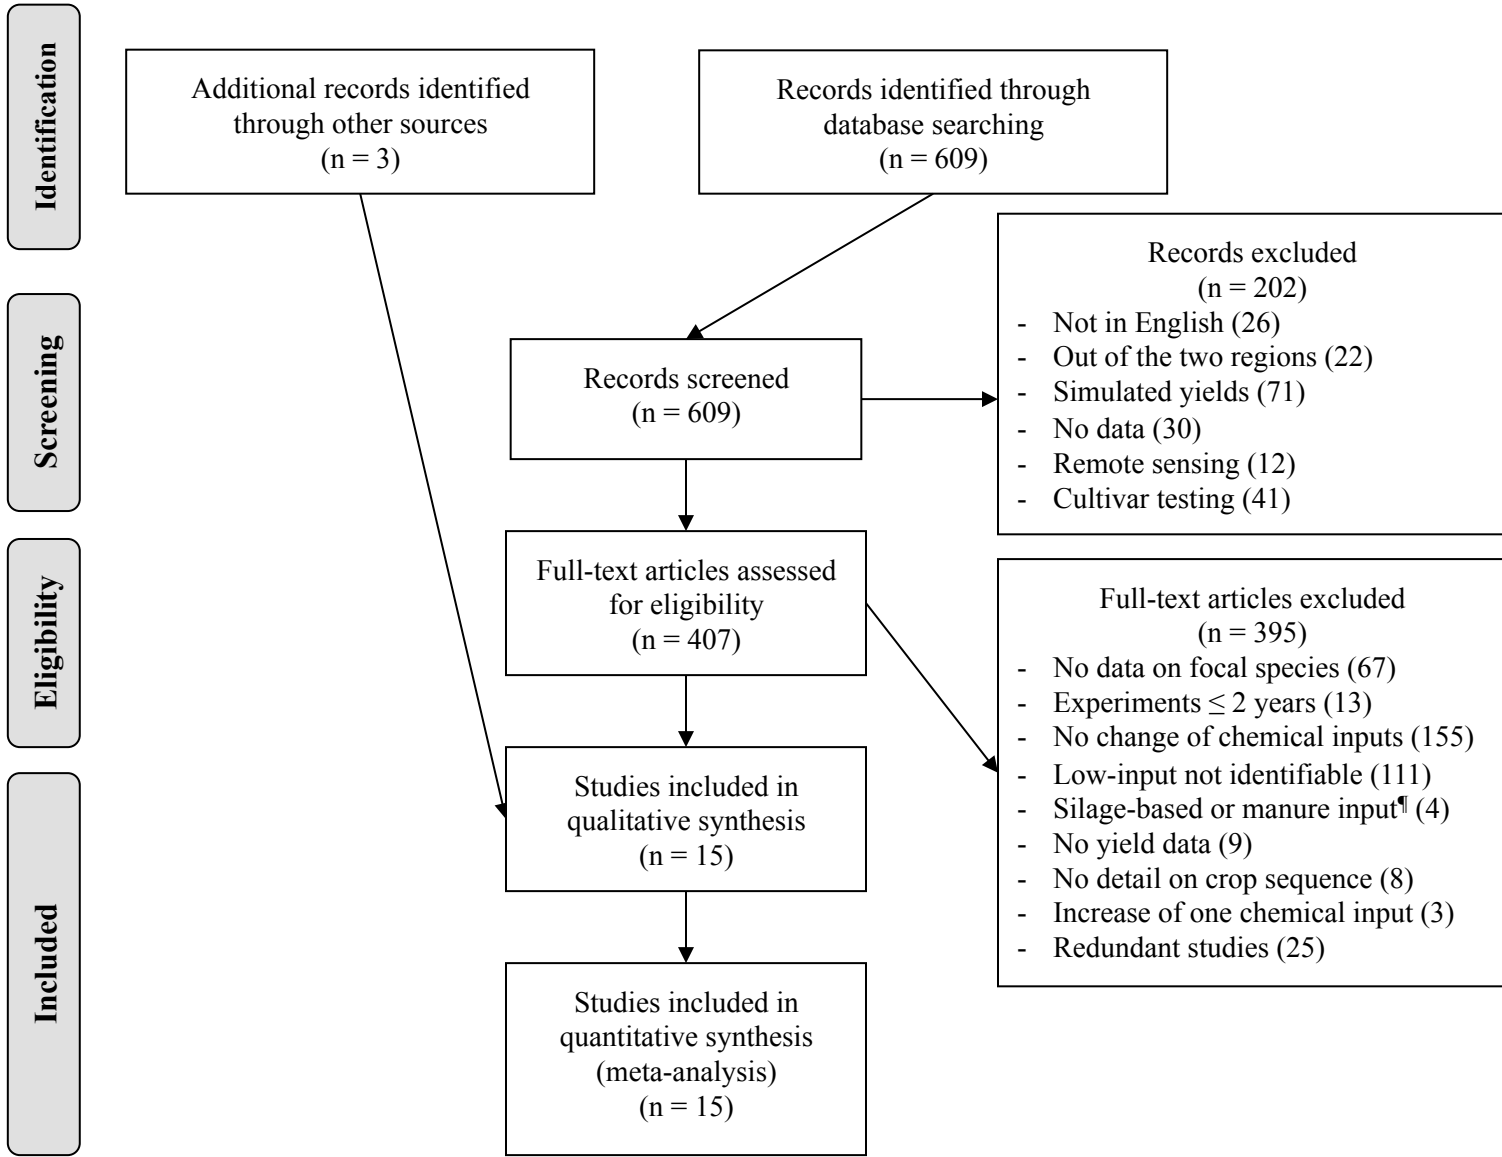 Identification
Additional records identified
through other sources
(n = 3)
Records identified through
database searching
(n = 609)
Screening
Records screened
(n = 609)
Records excluded
(n = 202)
- Not in English (26)
- Out of the two regions (22)
- Simulated yields (71)
- No data (30)
- Remote sensing (12)
- Cultivar testing (41)
Eligibility
Full-text articles assessed
for eligibility
(n = 407)
Full-text articles excluded
(n = 395)
- No data on focal species (67)
- Experiments ≤ 2 years (13)
- No change of chemical inputs (155)
- Low-input not identifiable (111)
- Silage-based or manure input¶ (4)
- No yield data (9)
- No detail on crop sequence (8)
- Increase of one chemical input (3)
- Redundant studies (25)
Included
Studies included in
qualitative synthesis
(n = 15)
Studies included in
quantitative synthesis
(meta-analysis)
(n = 15)